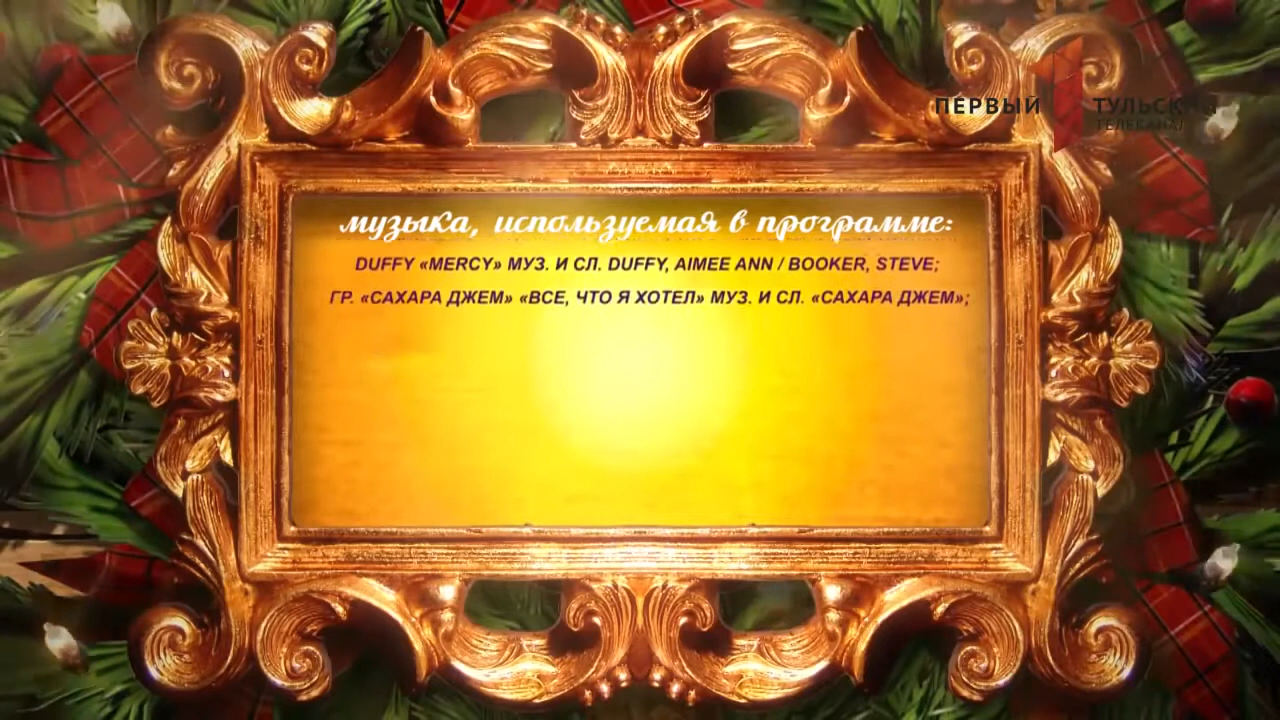 ПЕРВЫЙ ТУЛЬСКИЙ
ТЕЛЕКАНАЛ
музыка, используемая в программе:
DUFFY «MERCY» МУЗ. И СЛ. DUFFY, AIMEE ANN / BOOKER, STEVE;
ГР. «САХАРА ДЖЕМ» «ВСЕ, ЧТО Я ХОТЕЛ» МУЗ. И СЛ. «САХАРА ДЖЕМ»;